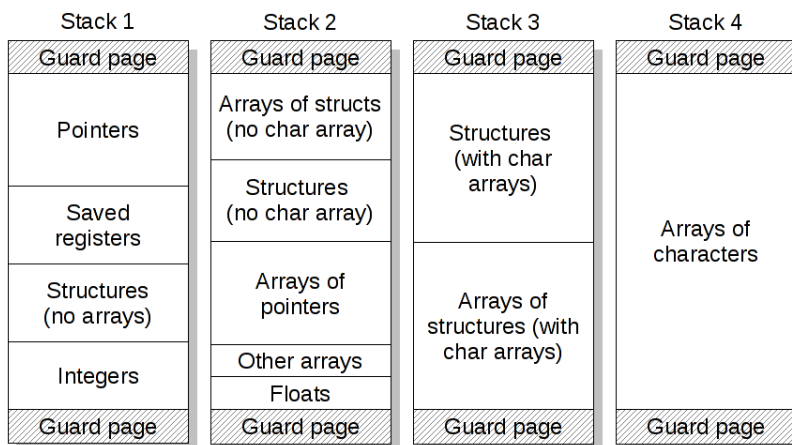 Stack 1
Guard page
Pointers
Saved
registers
Structures
(no arrays)
Integers
Guard page
Stack 2
Guard page
Arrays of structs
(no char array)
Structures
(no char array)
Arrays of
pointers
Other arrays
Floats
Guard page
Stack 3
Guard page
Structures
(with char
arrays)
Arrays of
structures (with
char arrays)
Guard page
Stack 4
Guard page
Arrays of
characters
Guard page